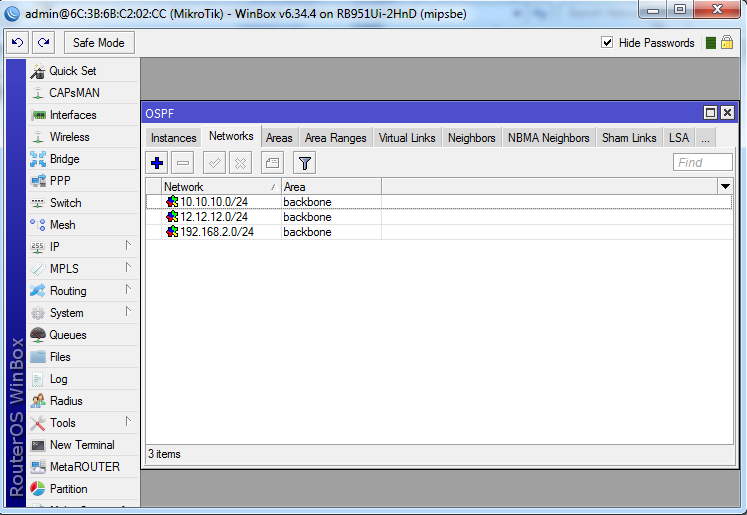 admin@6C:3B:6B:C2:02:CC (MikroTik) - WinBox v6.34.4 on RB951Ui-2HnD (mipsbe)
Safe Mode
Hide Passwords
Quick Set
CAPsMAN
Interfaces
Wireless
Bridge
PPP
Switch
Mesh
IP
MPLS
Routing
System
Queues
Files
Log
Radius
Tools
New Terminal
MetaROUTER
Partition
RouterOS WinBox
OSPF
Instances Networks Areas Area Ranges Virtual Links Neighbors NBMA Neighbors Sham Links LSA ...
Find
Network Area
10.10.10.0/24 backbone
12.12.12.0/24 backbone
192.168.2.0/24 backbone
3 items